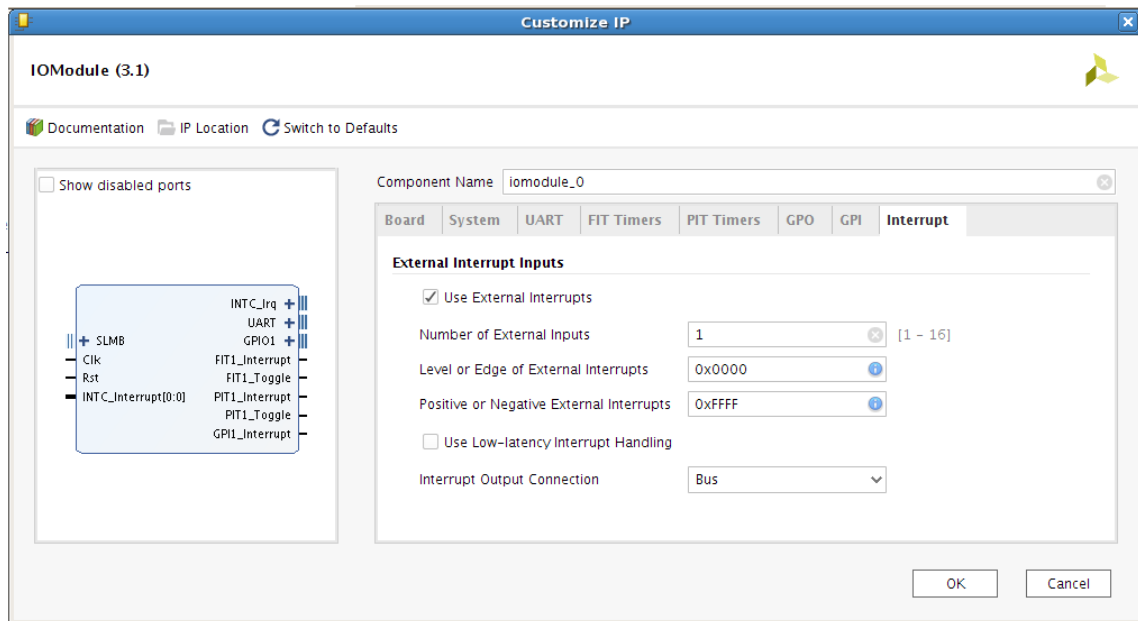 Customize IP
IOModule (3.1)
Documentation IP Location Switch to Defaults
Show disabled ports
INTC_Irq
UART
SLMB GPIO1
Clk FIT1_Interrupt
Rst FIT1_Toggle
INTC_Interrupt[0:0] PIT1_Interrupt
PIT1_Toggle
GPI1_Interrupt
Component Name iomodule_0
Board System UART FIT Timers PIT Timers GPO GPI Interrupt
External Interrupt Inputs
Use External Interrupts
Number of External Inputs 1 [1 - 16]
Level or Edge of External Interrupts 0x0000
Positive or Negative External Interrupts 0xFFFF
Use Low-latency Interrupt Handling
Interrupt Output Connection Bus
OK Cancel